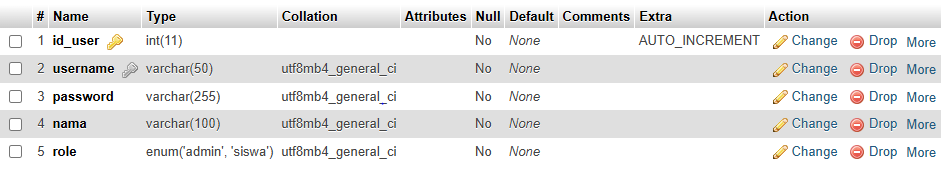 # Name Type Collation Attributes Null Default Comments Extra Action
1 id_user int(11) No None AUTO_INCREMENT Change Drop More
2 username varchar(50) utf8mb4_general_ci No None Change Drop More
3 password varchar(255) utf8mb4_general_ci No None Change Drop More
4 nama varchar(100) utf8mb4_general_ci No None Change Drop More
5 role enum('admin', 'siswa') utf8mb4_general_ci No None Change Drop More